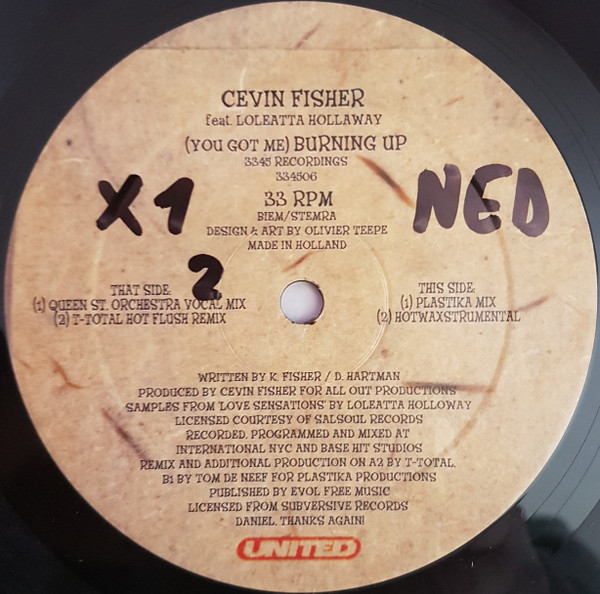 CEVIN FISHER
feat. LOLEATTA HOLLAWAY
(YOU GOT ME) BURNING UP
3345 RECORDINGS
334506
33 RPM
BIEM/STEMRA
DESIGN & ART BY OLIVIER TEEPE
MADE IN HOLLAND
X1
NED
2
THAT SIDE:
(1) QUEEN ST. ORCHESTRA VOCAL MIX
(2) T-TOTAL HOT FLUSH REMIX
THIS SIDE:
(1) PLASTIKA MIX
(2) HOTWAXSTRUMENTAL
WRITTEN BY K. FISHER / D. HARTMAN
PRODUCED BY CEVIN FISHER FOR ALL OUT PRODUCTIONS
SAMPLES FROM 'LOVE SENSATIONS' BY LOLEATTA HOLLOWAY
LICENSED COURTESY OF SALSOUL RECORDS
RECORDED, PROGRAMMED AND MIXED AT
INTERNATIONAL NYC AND BASE HIT STUDIOS
REMIX AND ADDITIONAL PRODUCTION ON A2 BY T-TOTAL.
B1 BY TOM DE NEEF FOR PLASTIKA PRODUCTIONS
PUBLISHED BY EVOL FREE MUSIC
LICENSED FROM SUBVERSIVE RECORDS
DANIEL, THANKS AGAIN!
UNITED